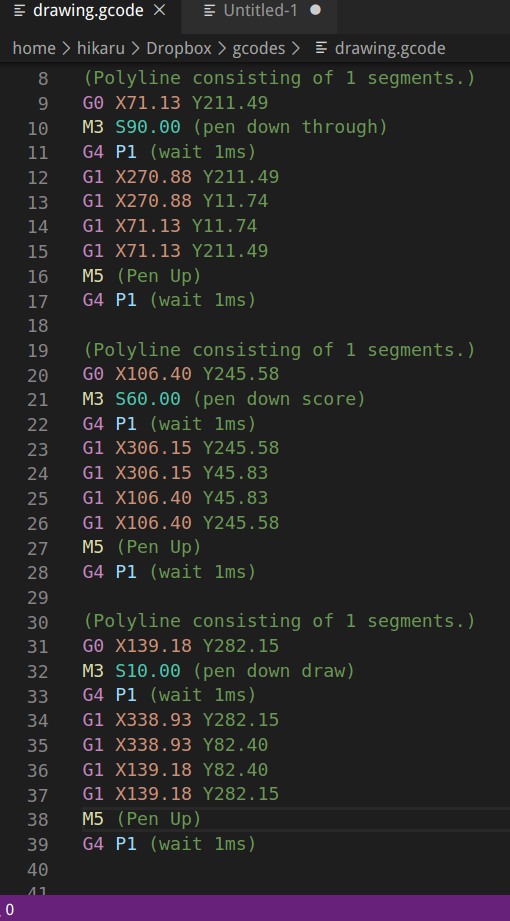 drawing.gcode Untitled-1
home > hikaru > Dropbox > gcodes > drawing.gcode
8 (Polyline consisting of 1 segments.)
9 G0 X71.13 Y211.49
10 M3 S90.00 (pen down through)
11 G4 P1 (wait 1ms)
12 G1 X270.88 Y211.49
13 G1 X270.88 Y11.74
14 G1 X71.13 Y11.74
15 G1 X71.13 Y211.49
16 M5 (Pen Up)
17 G4 P1 (wait 1ms)
18
19 (Polyline consisting of 1 segments.)
20 G0 X106.40 Y245.58
21 M3 S60.00 (pen down score)
22 G4 P1 (wait 1ms)
23 G1 X306.15 Y245.58
24 G1 X306.15 Y45.83
25 G1 X106.40 Y45.83
26 G1 X106.40 Y245.58
27 M5 (Pen Up)
28 G4 P1 (wait 1ms)
29
30 (Polyline consisting of 1 segments.)
31 G0 X139.18 Y282.15
32 M3 S10.00 (pen down draw)
33 G4 P1 (wait 1ms)
34 G1 X338.93 Y282.15
35 G1 X338.93 Y82.40
36 G1 X139.18 Y82.40
37 G1 X139.18 Y282.15
38 M5 (Pen Up)
39 G4 P1 (wait 1ms)
40
41
0